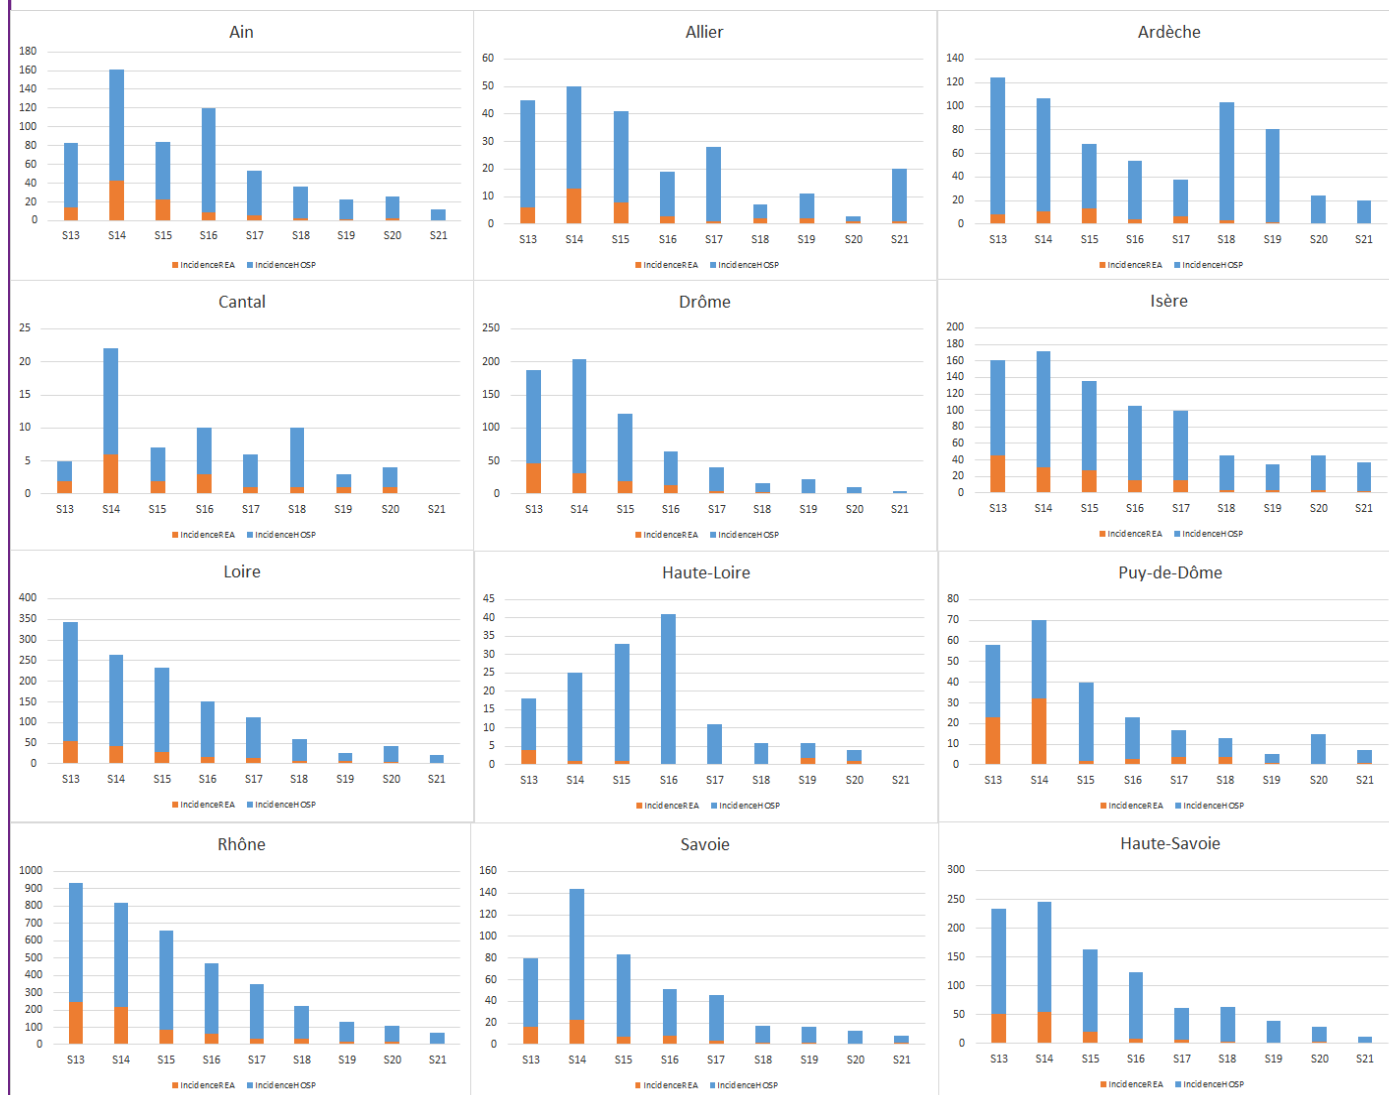 Ain
180
160
140
120
100
80
60
40
20
0
S13 S14 S15 S16 S17 S18 S19 S20 S21
IncidenceREA IncidenceHOSP
Allier
60
50
40
30
20
10
0
S13 S14 S15 S16 S17 S18 S19 S20 S21
IncidenceREA IncidenceHOSP
Ardèche
140
120
100
80
60
40
20
0
S13 S14 S15 S16 S17 S18 S19 S20 S21
IncidenceREA IncidenceHOSP
Cantal
25
20
15
10
5
0
S13 S14 S15 S16 S17 S18 S19 S20 S21
IncidenceREA IncidenceHOSP
Drôme
250
200
150
100
50
0
S13 S14 S15 S16 S17 S18 S19 S20 S21
IncidenceREA IncidenceHOSP
Isère
200
180
160
140
120
100
80
60
40
20
0
S13 S14 S15 S16 S17 S18 S19 S20 S21
IncidenceREA IncidenceHOSP
Loire
400
350
300
250
200
150
100
50
0
S13 S14 S15 S16 S17 S18 S19 S20 S21
IncidenceREA IncidenceHOSP
Haute-Loire
45
40
35
30
25
20
15
10
5
0
S13 S14 S15 S16 S17 S18 S19 S20 S21
IncidenceREA IncidenceHOSP
Puy-de-Dôme
80
70
60
50
40
30
20
10
0
S13 S14 S15 S16 S17 S18 S19 S20 S21
IncidenceREA IncidenceHOSP
Rhône
1000
900
800
700
600
500
400
300
200
100
0
S13 S14 S15 S16 S17 S18 S19 S20 S21
IncidenceREA IncidenceHOSP
Savoie
160
140
120
100
80
60
40
20
0
S13 S14 S15 S16 S17 S18 S19 S20 S21
IncidenceREA IncidenceHOSP
Haute-Savoie
300
250
200
150
100
50
0
S13 S14 S15 S16 S17 S18 S19 S20 S21
IncidenceREA IncidenceHOSP